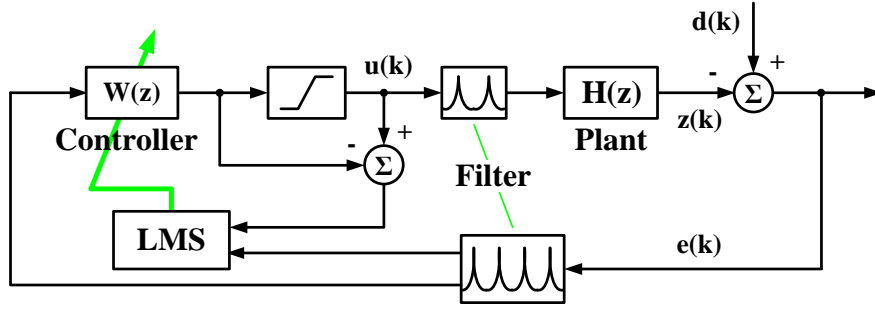 d(k)
u(k)
W(z)
H(z)
-
+
Σ
z(k)
Controller
Plant
+
-
Σ
Filter
LMS
e(k)